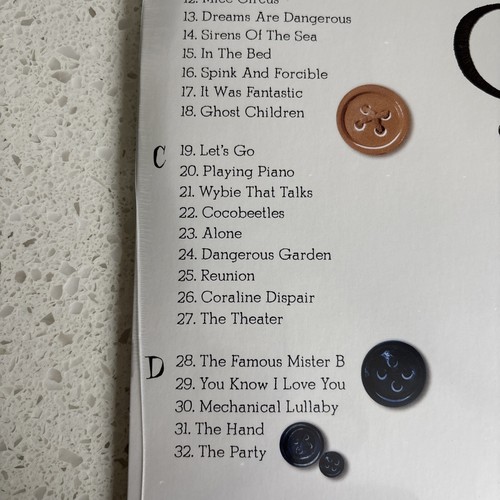 12. Mice Circus
13. Dreams Are Dangerous
14. Sirens Of The Sea
15. In The Bed
16. Spink And Forcible
17. It Was Fantastic
18. Ghost Children
C
19. Let's Go
20. Playing Piano
21. Wybie That Talks
22. Cocobeetles
23. Alone
24. Dangerous Garden
25. Reunion
26. Coraline Dispair
27. The Theater
D
28. The Famous Mister B
29. You Know I Love You
30. Mechanical Lullaby
31. The Hand
32. The Party